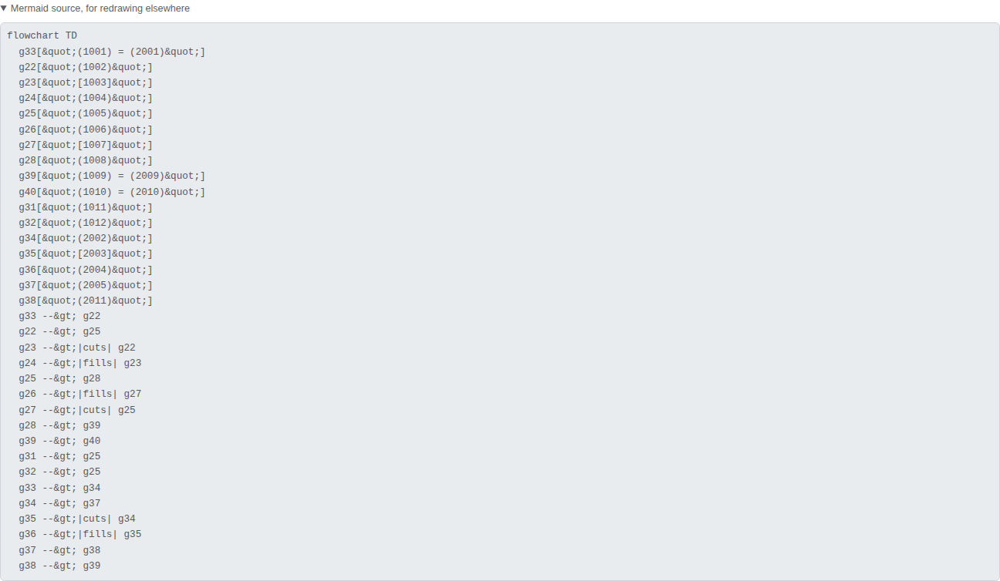 ▼ Mermaid source, for redrawing elsewhere
flowchart TD
  g33[&quot;(1001) = (2001)&quot;]
  g22[&quot;(1002)&quot;]
  g23[&quot;[1003]&quot;]
  g24[&quot;(1004)&quot;]
  g25[&quot;(1005)&quot;]
  g26[&quot;(1006)&quot;]
  g27[&quot;[1007]&quot;]
  g28[&quot;(1008)&quot;]
  g39[&quot;(1009) = (2009)&quot;]
  g40[&quot;(1010) = (2010)&quot;]
  g31[&quot;(1011)&quot;]
  g32[&quot;(1012)&quot;]
  g34[&quot;(2002)&quot;]
  g35[&quot;[2003]&quot;]
  g36[&quot;(2004)&quot;]
  g37[&quot;(2005)&quot;]
  g38[&quot;(2011)&quot;]
  g33 --&gt; g22
  g22 --&gt; g25
  g23 --&gt;|cuts| g22
  g24 --&gt;|fills| g23
  g25 --&gt; g28
  g26 --&gt;|fills| g27
  g27 --&gt;|cuts| g25
  g28 --&gt; g39
  g39 --&gt; g40
  g31 --&gt; g25
  g32 --&gt; g25
  g33 --&gt; g34
  g34 --&gt; g37
  g35 --&gt;|cuts| g34
  g36 --&gt;|fills| g35
  g37 --&gt; g38
  g38 --&gt; g39